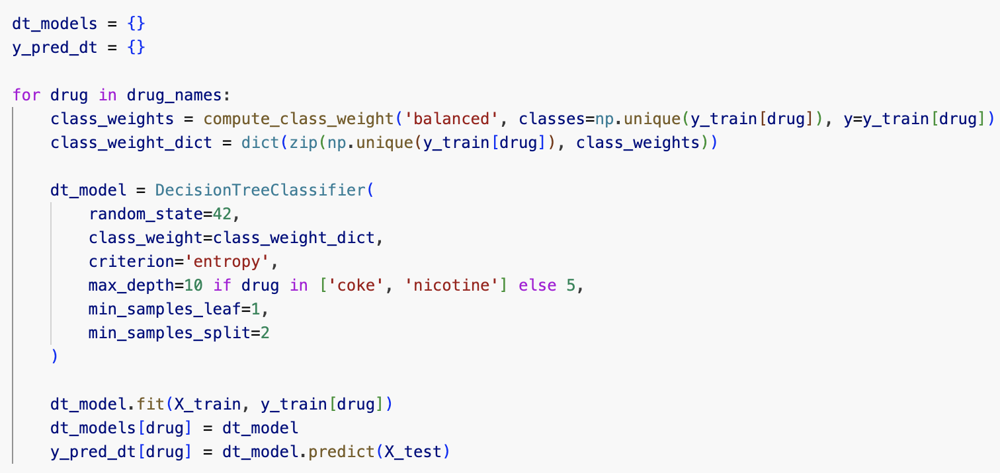 dt_models = {}
y_pred_dt = {}
for drug in drug_names:
    class_weights = compute_class_weight('balanced', classes=np.unique(y_train[drug]), y=y_train[drug])
    class_weight_dict = dict(zip(np.unique(y_train[drug]), class_weights))
    dt_model = DecisionTreeClassifier(
        random_state=42,
        class_weight=class_weight_dict,
        criterion='entropy',
        max_depth=10 if drug in ['coke', 'nicotine'] else 5,
        min_samples_leaf=1,
        min_samples_split=2
    )
    dt_model.fit(X_train, y_train[drug])
    dt_models[drug] = dt_model
    y_pred_dt[drug] = dt_model.predict(X_test)